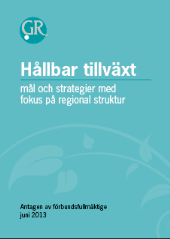 GR
Hållbar tillväxt
mål och strategier med
fokus på regional struktur
Antagen av förbundsfullmäktige
juni 2013